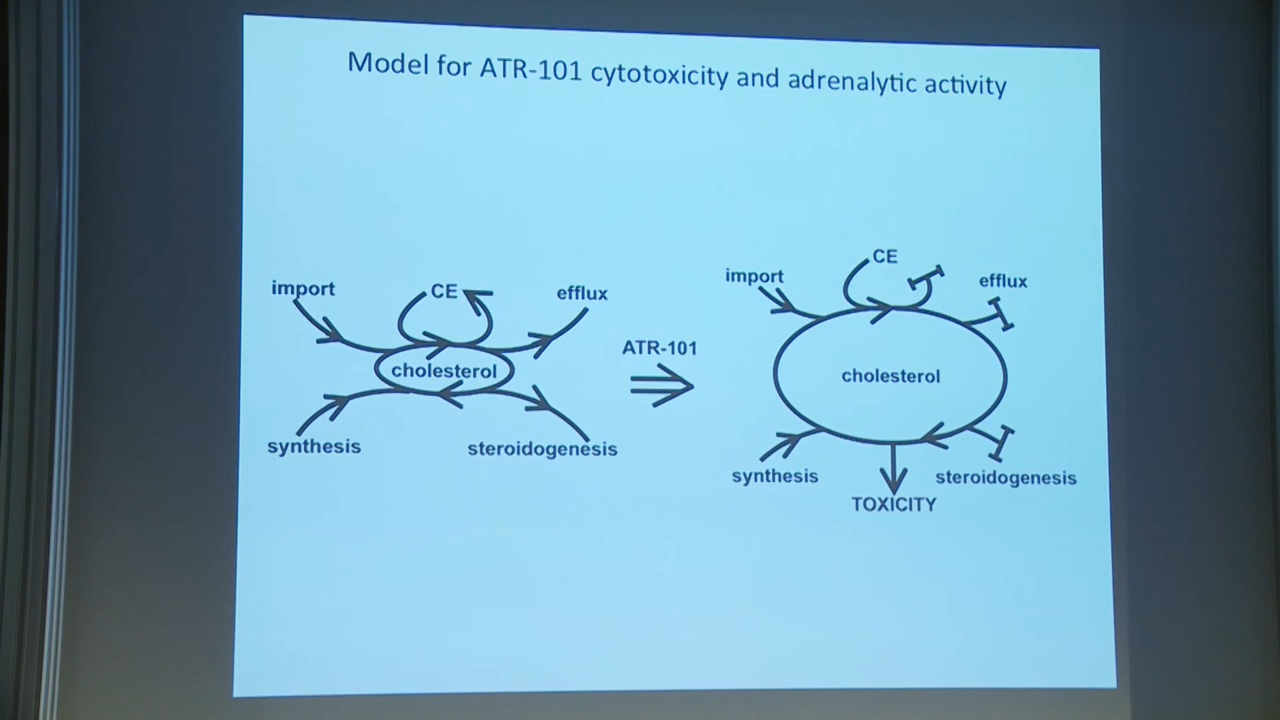 Model for ATR-101 cytotoxicity and adrenalytic activity
import
CE
efflux
cholesterol
synthesis
steroidogenesis
ATR-101
import
CE
efflux
cholesterol
synthesis
steroidogenesis
TOXICITY